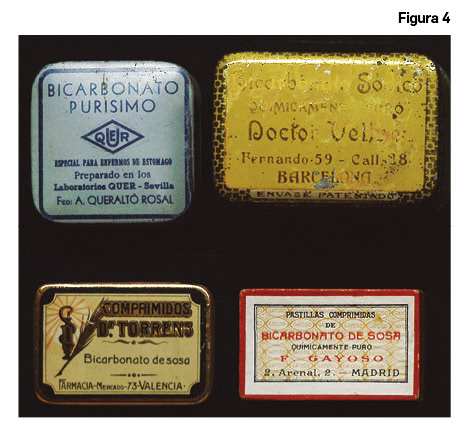 Figura 4
BICARBONATO
PURÍSIMO
QUER
ESPECIAL PARA ENFERMOS DE ESTOMAGO
Preparado en los
Laboratorios QUER - Sevilla
Fco: A. QUERALTÓ ROSAL
Doctor
Fernando-59 - Call, 28
BARCELONA
ENVASE PATENTADO
COMPRIMIDOS
Dr. TORRENS
Bicarbonato de sosa
FARMACIA-MERCADO-73-VALENCIA
PASTILLAS COMPRIMIDAS
DE
BICARBONATO DE SOSA
QUIMICAMENTE PURO
F. GAYOSO
2, Arenal, 2. - MADRID